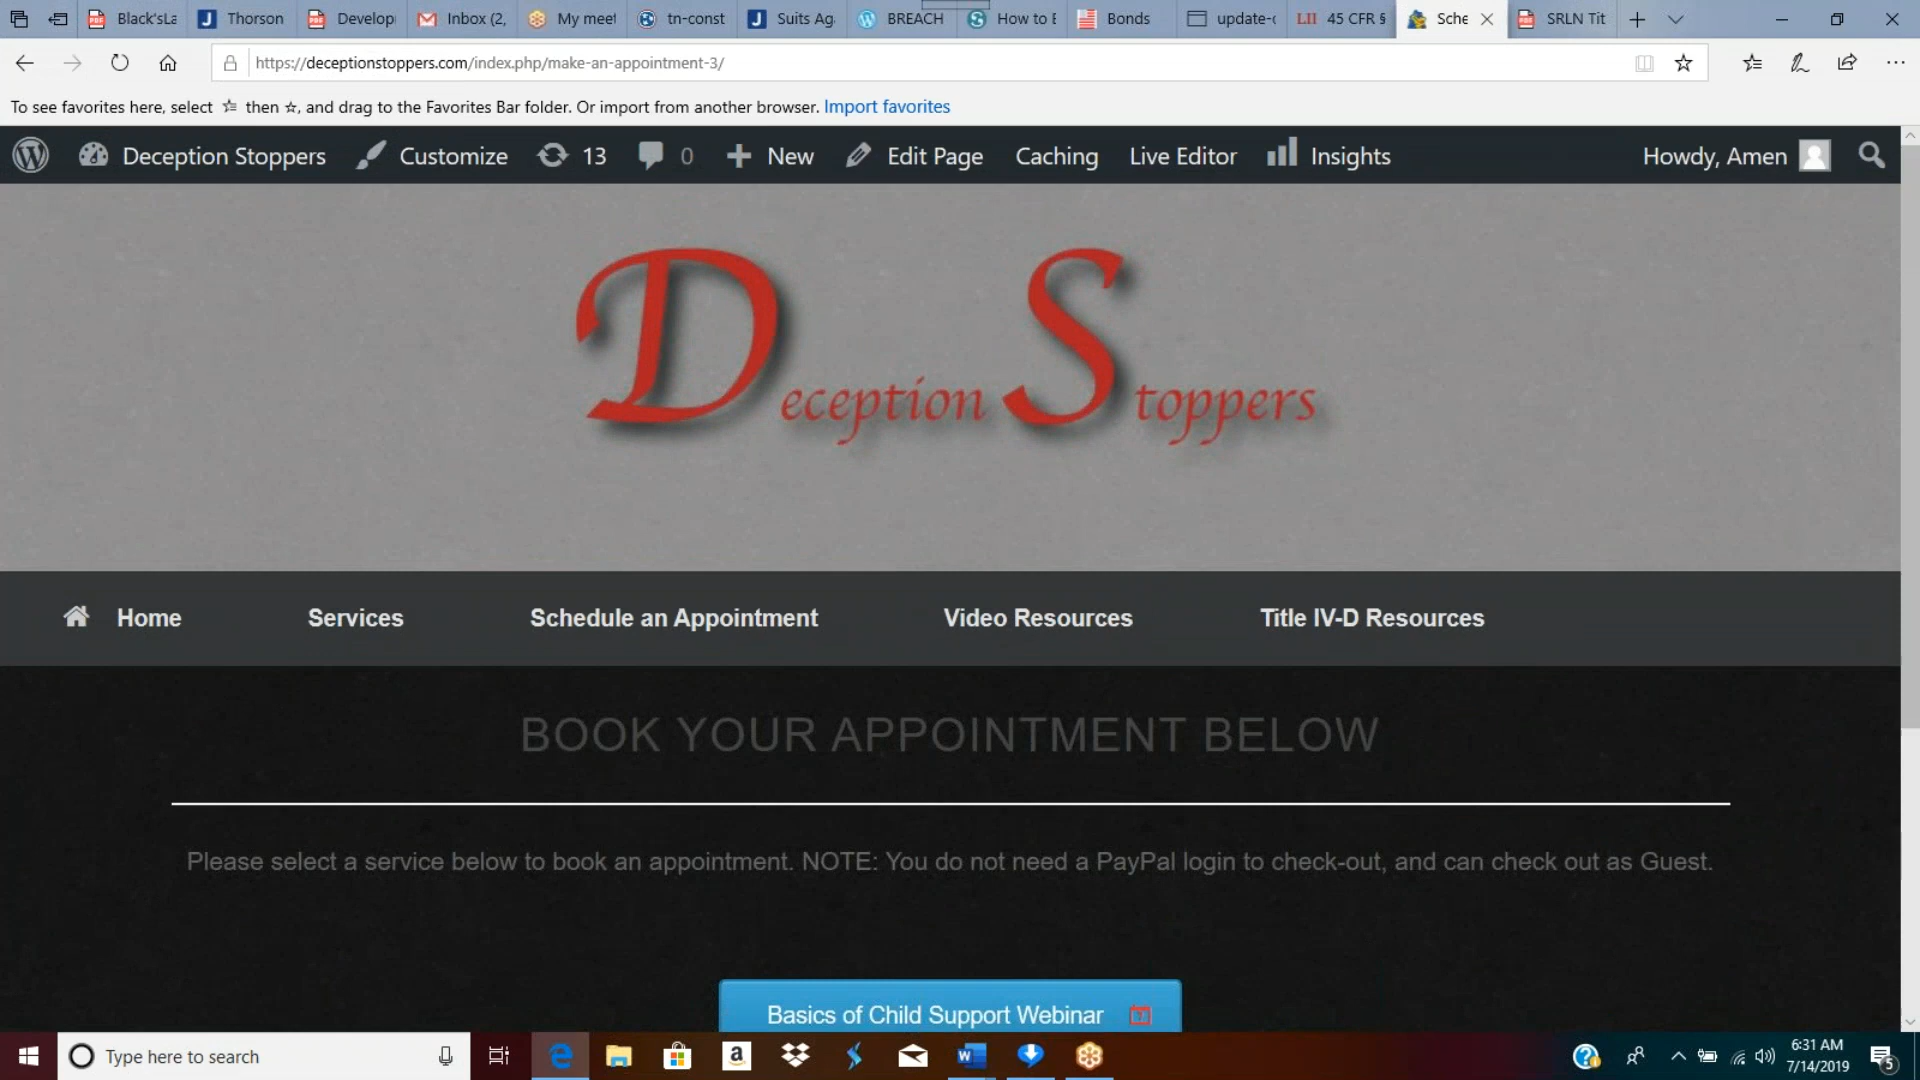 Black'sLa Thorson Develop Inbox (2, My meet tn-const J Suits Ag BREACH How to E Bonds update-c LII 45 CFR § Sche SRLN Tit
https://deceptionstoppers.com/index.php/make-an-appointment-3/
To see favorites here, select then ☆, and drag to the Favorites Bar folder. Or import from another browser. Import favorites
Deception Stoppers Customize 13 0 New Edit Page Caching Live Editor Insights Howdy, Amen
Deception Stoppers
Home Services Schedule an Appointment Video Resources Title IV-D Resources
BOOK YOUR APPOINTMENT BELOW
Please select a service below to book an appointment. NOTE: You do not need a PayPal login to check-out, and can check out as Guest.
Basics of Child Support Webinar
Type here to search
6:31 AM
7/14/2019
5